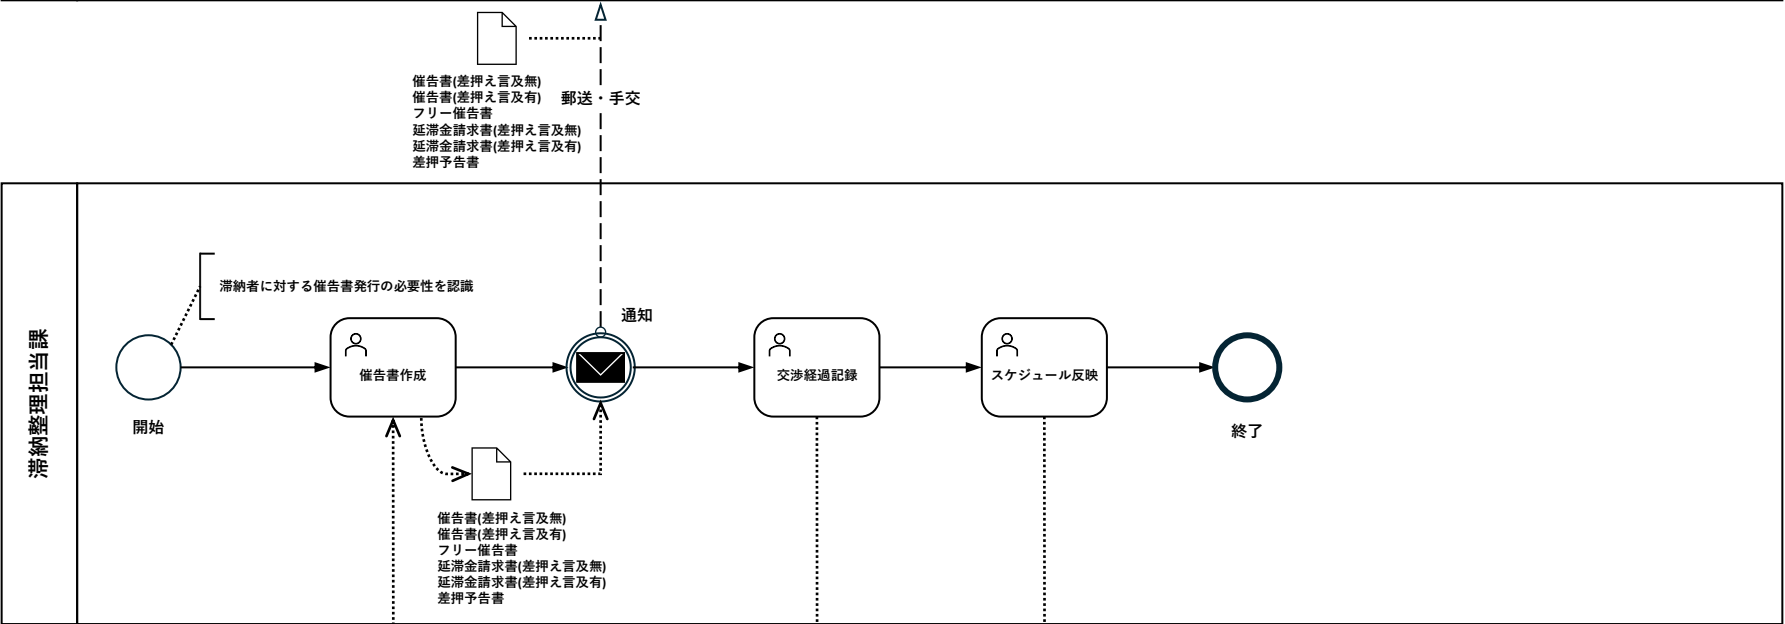 催告書(差押え言及無)
催告書(差押え言及有)
フリー催告書
延滞金請求書(差押え言及無)
延滞金請求書(差押え言及有)
差押予告書
郵送・手交
滞納整理担当課
滞納者に対する催告書発行の必要性を認識
開始
催告書作成
通知
交渉経過記録
スケジュール反映
終了
催告書(差押え言及無)
催告書(差押え言及有)
フリー催告書
延滞金請求書(差押え言及無)
延滞金請求書(差押え言及有)
差押予告書